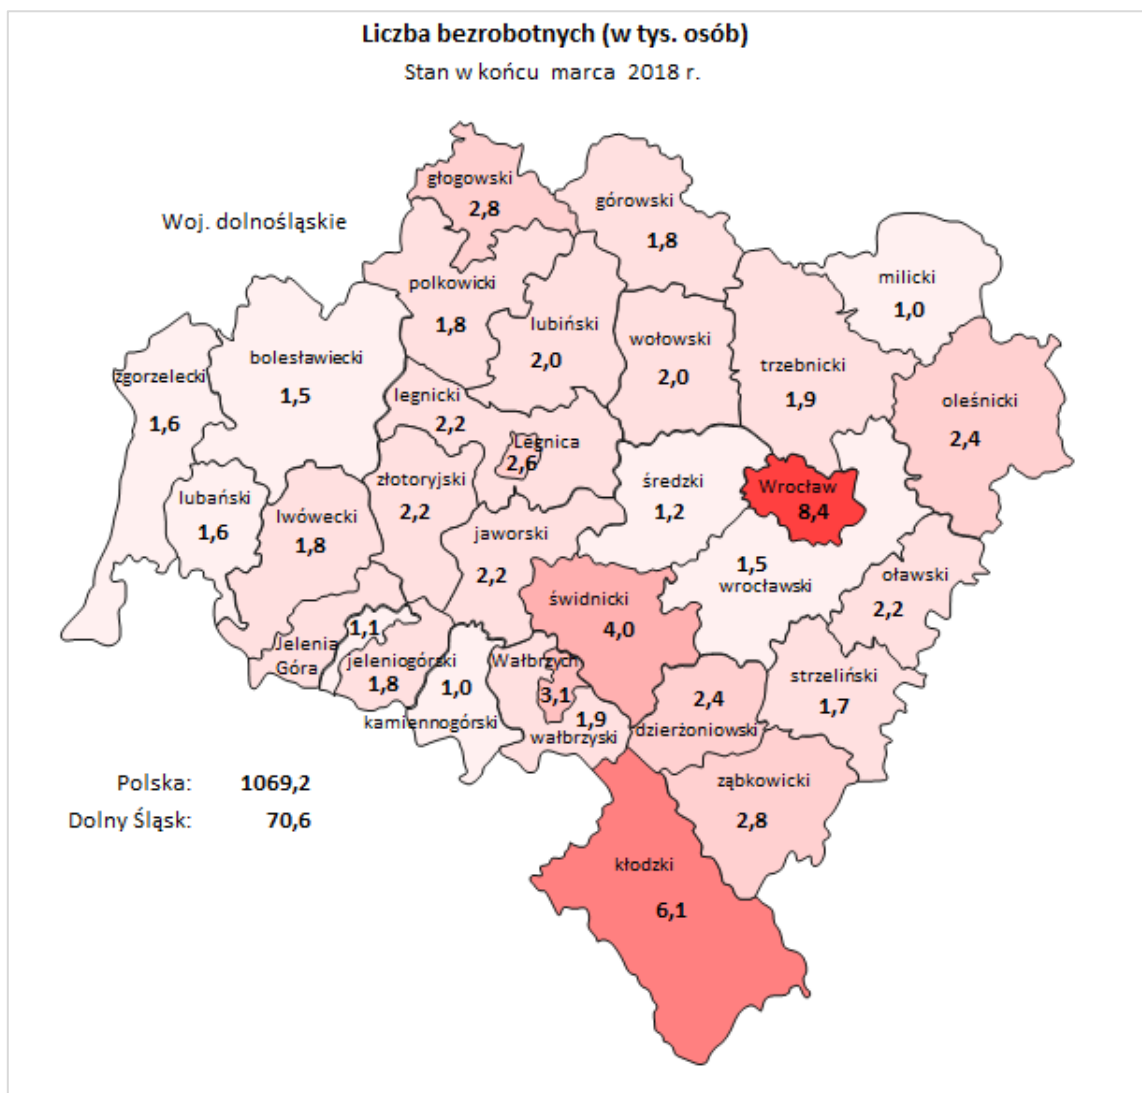 Liczba bezrobotnych (w tys. osób)
Stan w końcu marca 2018 r.
Woj. dolnośląskie
głogowski
2,8
górowski
1,8
milicki
1,0
polkowicki
1,8
lubiński
2,0
wołowski
2,0
trzebnicki
1,9
bolesławiecki
1,5
zgorzelecki
1,6
legnicki
2,2
oleśnicki
2,4
Legnica
2,6
złotoryjski
2,2
średzki
1,2
Wrocław
8,4
lubański
1,6
lwówecki
1,8
jaworski
2,2
1,5
wrocławski
oławski
2,2
świdnicki
4,0
Jelenia
Góra
1,1
jeleniogórski
1,8
1,0
kamiennogórski
Wałbrzych
3,1
1,9
wałbrzyski
2,4
dzierżoniowski
strzeliński
1,7
ząbkowicki
2,8
Polska: 1069,2
Dolny Śląsk: 70,6
kłodzki
6,1